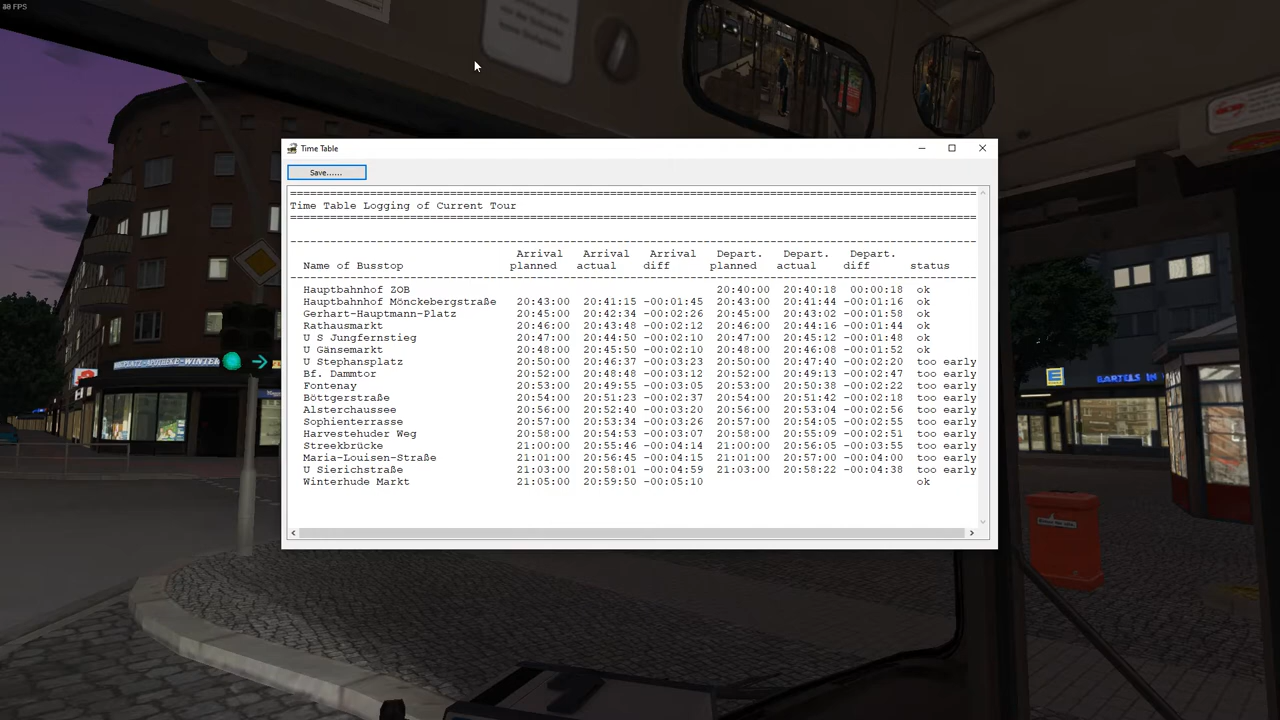 48 FPS
Time Table
Save......
Time Table Logging of Current Tour
Arrival Arrival Arrival Depart. Depart. Depart.
Name of Busstop planned actual diff planned actual diff status
Hauptbahnhof ZOB 20:40:00 20:40:18 00:00:18 ok
Hauptbahnhof Mönckebergstraße 20:43:00 20:41:15 -00:01:45 20:43:00 20:41:44 -00:01:16 ok
Gerhart-Hauptmann-Platz 20:45:00 20:42:34 -00:02:26 20:45:00 20:43:02 -00:01:58 ok
Rathausmarkt 20:46:00 20:43:48 -00:02:12 20:46:00 20:44:16 -00:01:44 ok
U S Jungfernstieg 20:47:00 20:44:50 -00:02:10 20:47:00 20:45:12 -00:01:48 ok
U Gänsemarkt 20:48:00 20:45:50 -00:02:10 20:48:00 20:46:08 -00:01:52 ok
U Stephansplatz 20:50:00 20:46:37 -00:03:23 20:50:00 20:47:40 -00:02:20 too early
Bf. Dammtor 20:52:00 20:48:48 -00:03:12 20:52:00 20:49:13 -00:02:47 too early
Fontenay 20:53:00 20:49:55 -00:03:05 20:53:00 20:50:38 -00:02:22 too early
Böttgerstraße 20:54:00 20:51:23 -00:02:37 20:54:00 20:51:42 -00:02:18 too early
Alsterchaussee 20:56:00 20:52:40 -00:03:20 20:56:00 20:53:04 -00:02:56 too early
Sophienterrasse 20:57:00 20:53:34 -00:03:26 20:57:00 20:54:05 -00:02:55 too early
Harvestehuder Weg 20:58:00 20:54:53 -00:03:07 20:58:00 20:55:09 -00:02:51 too early
Streekbrücke 21:00:00 20:55:46 -00:04:14 21:00:00 20:56:05 -00:03:55 too early
Maria-Louisen-Straße 21:01:00 20:56:45 -00:04:15 21:01:00 20:57:00 -00:04:00 too early
U Sierichstraße 21:03:00 20:58:01 -00:04:59 21:03:00 20:58:22 -00:04:38 too early
Winterhude Markt 21:05:00 20:59:50 -00:05:10 ok
BARTELS IN